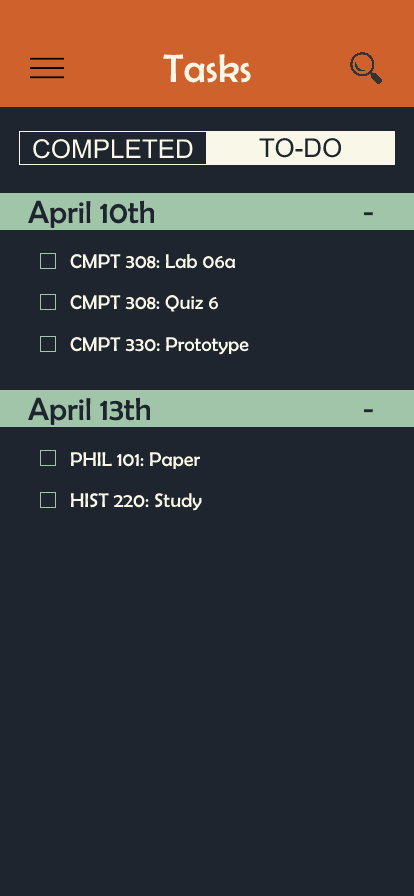 Tasks
COMPLETED
TO-DO
April 10th -
CMPT 308: Lab 06a
CMPT 308: Quiz 6
CMPT 330: Prototype
April 13th -
PHIL 101: Paper
HIST 220: Study